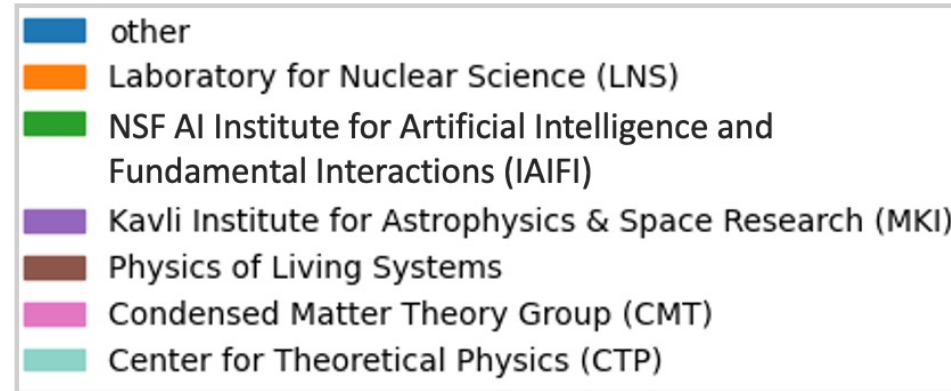 other
Laboratory for Nuclear Science (LNS)
NSF AI Institute for Artificial Intelligence and
Fundamental Interactions (IAIFI)
Kavli Institute for Astrophysics & Space Research (MKI)
Physics of Living Systems
Condensed Matter Theory Group (CMT)
Center for Theoretical Physics (CTP)